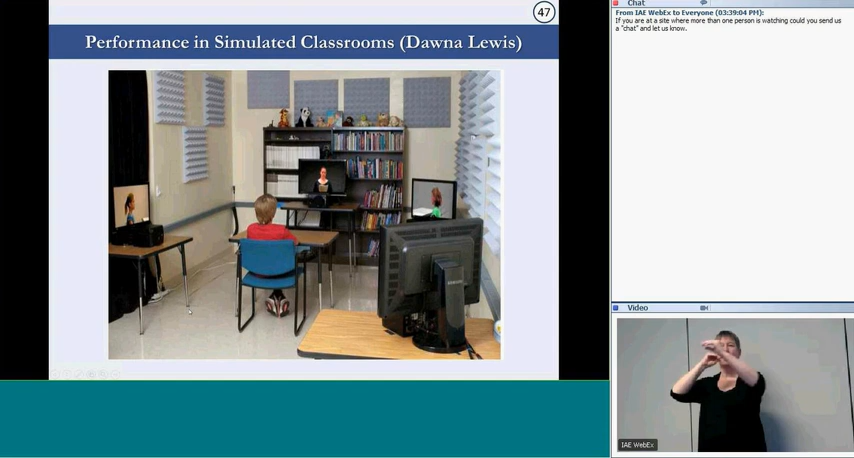 47
Performance in Simulated Classrooms (Dawna Lewis)
Chat
From IAE WebEx to Everyone (03:39:04 PM):
If you are at a site where more than one person is watching could you send us
a "chat" and let us know.
Video
IAE WebEx